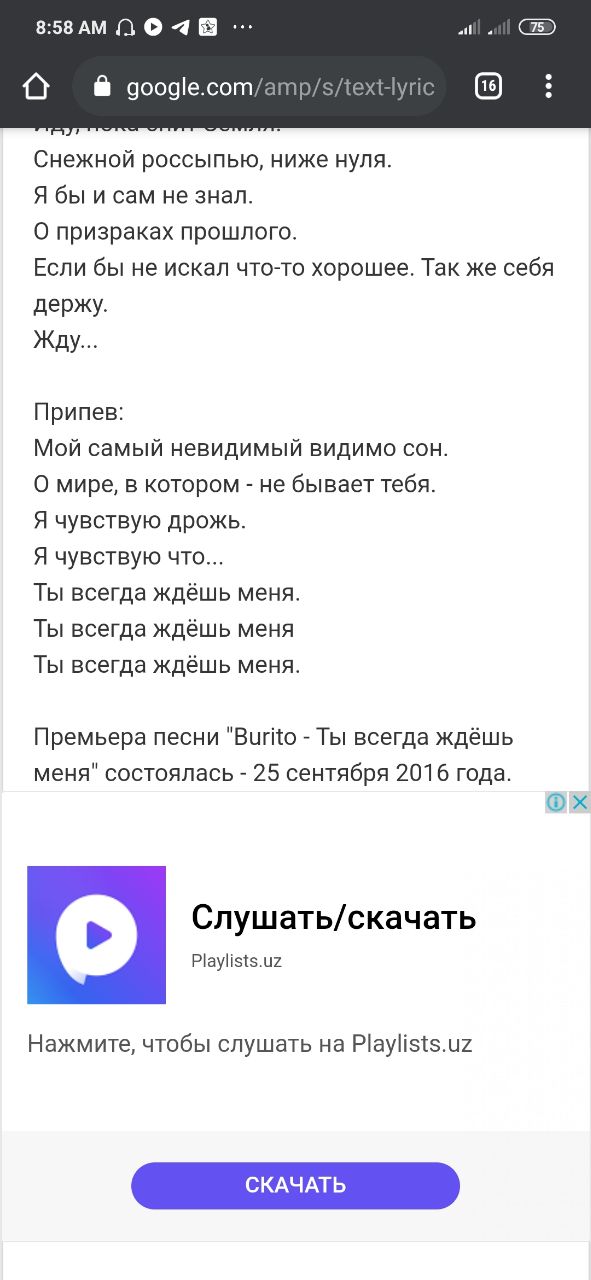 8:58 AM 75
google.com/amp/s/text-lyric 16
Иду, пока спит Земля.
Снежной россыпью, ниже нуля.
Я бы и сам не знал.
О призраках прошлого.
Если бы не искал что-то хорошее. Так же себя
держу.
Жду...
Припев:
Мой самый невидимый видимо сон.
О мире, в котором - не бывает тебя.
Я чувствую дрожь.
Я чувствую что...
Ты всегда ждёшь меня.
Ты всегда ждёшь меня
Ты всегда ждёшь меня.
Премьера песни "Burito - Ты всегда ждёшь
меня" состоялась - 25 сентября 2016 года.
Слушать/скачать
Playlists.uz
Нажмите, чтобы слушать на Playlists.uz
СКАЧАТЬ